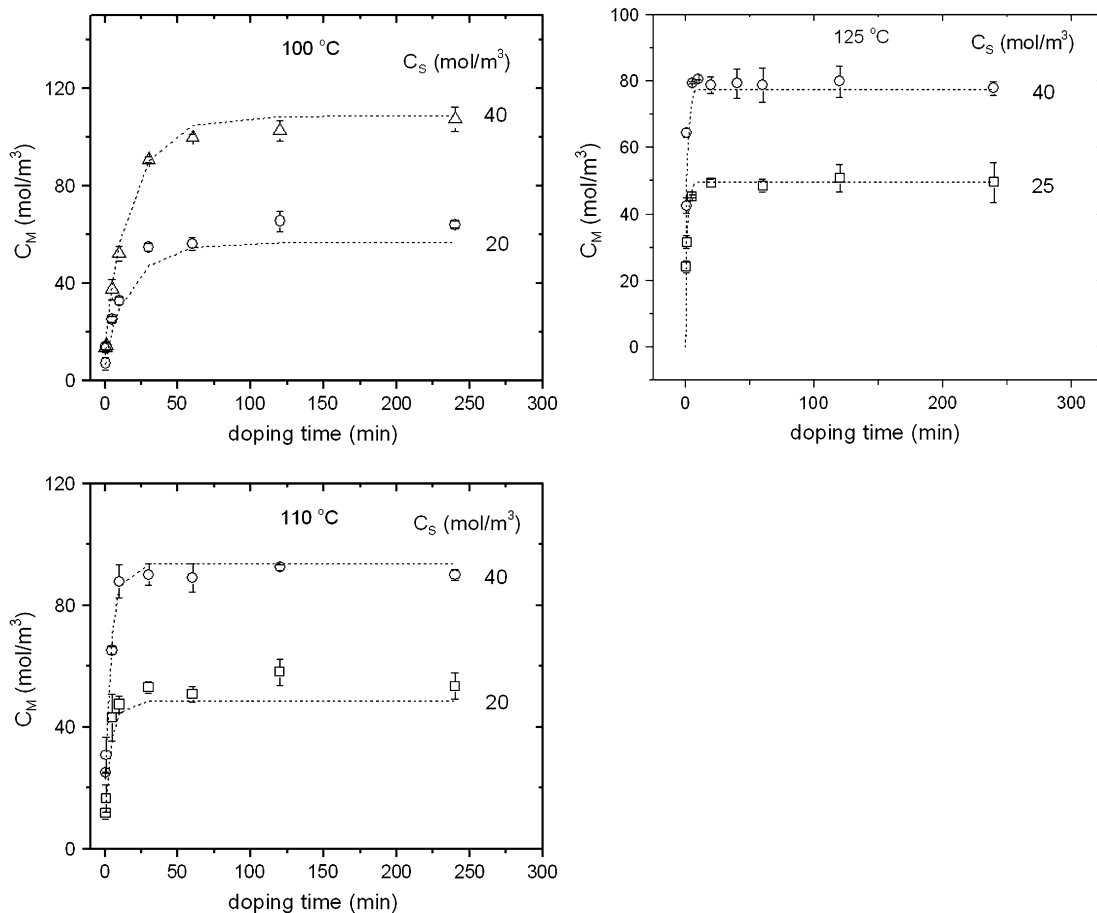 100 °C
C_S (mol/m³)
120
80
40
0
C_M (mol/m³)
40
20
0 50 100 150 200 250 300
doping time (min)
125 °C
C_S (mol/m³)
100
80
60
40
20
0
C_M (mol/m³)
40
25
0 100 200 300
doping time (min)
110 °C
C_S (mol/m³)
120
80
40
0
C_M (mol/m³)
40
20
0 50 100 150 200 250 300
doping time (min)